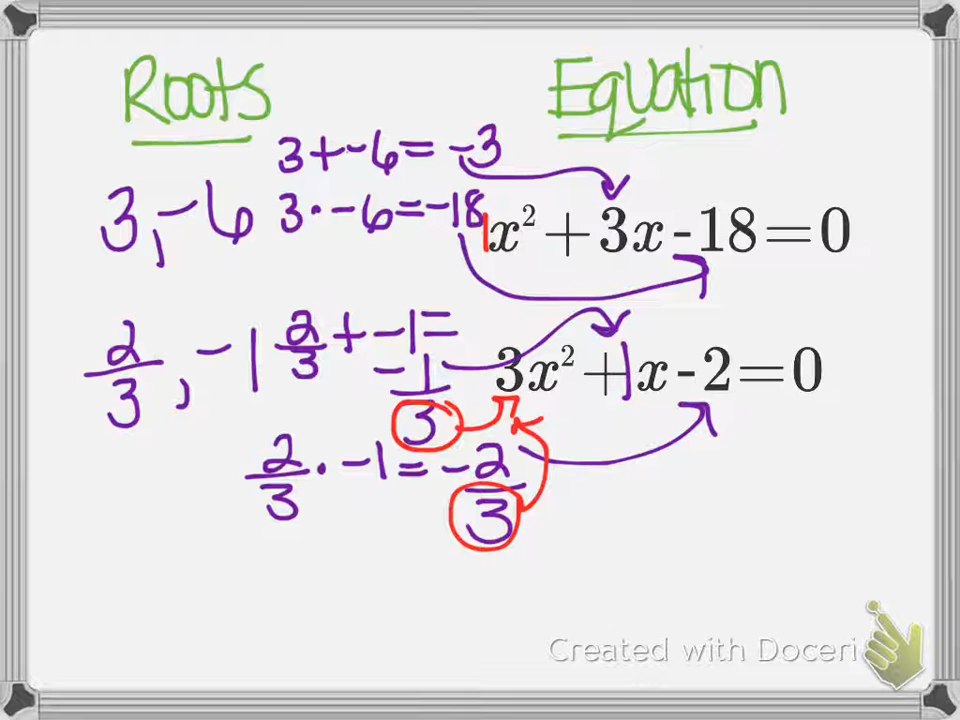 Roots Equation
3 + -6 = -3
3, -6 3 · -6 = -18 1x² + 3x - 18 = 0
2/3, -1 2/3 + -1 = -1/3 3x² + 1x - 2 = 0
2/3 · -1 = -2/3
Created with Doceri